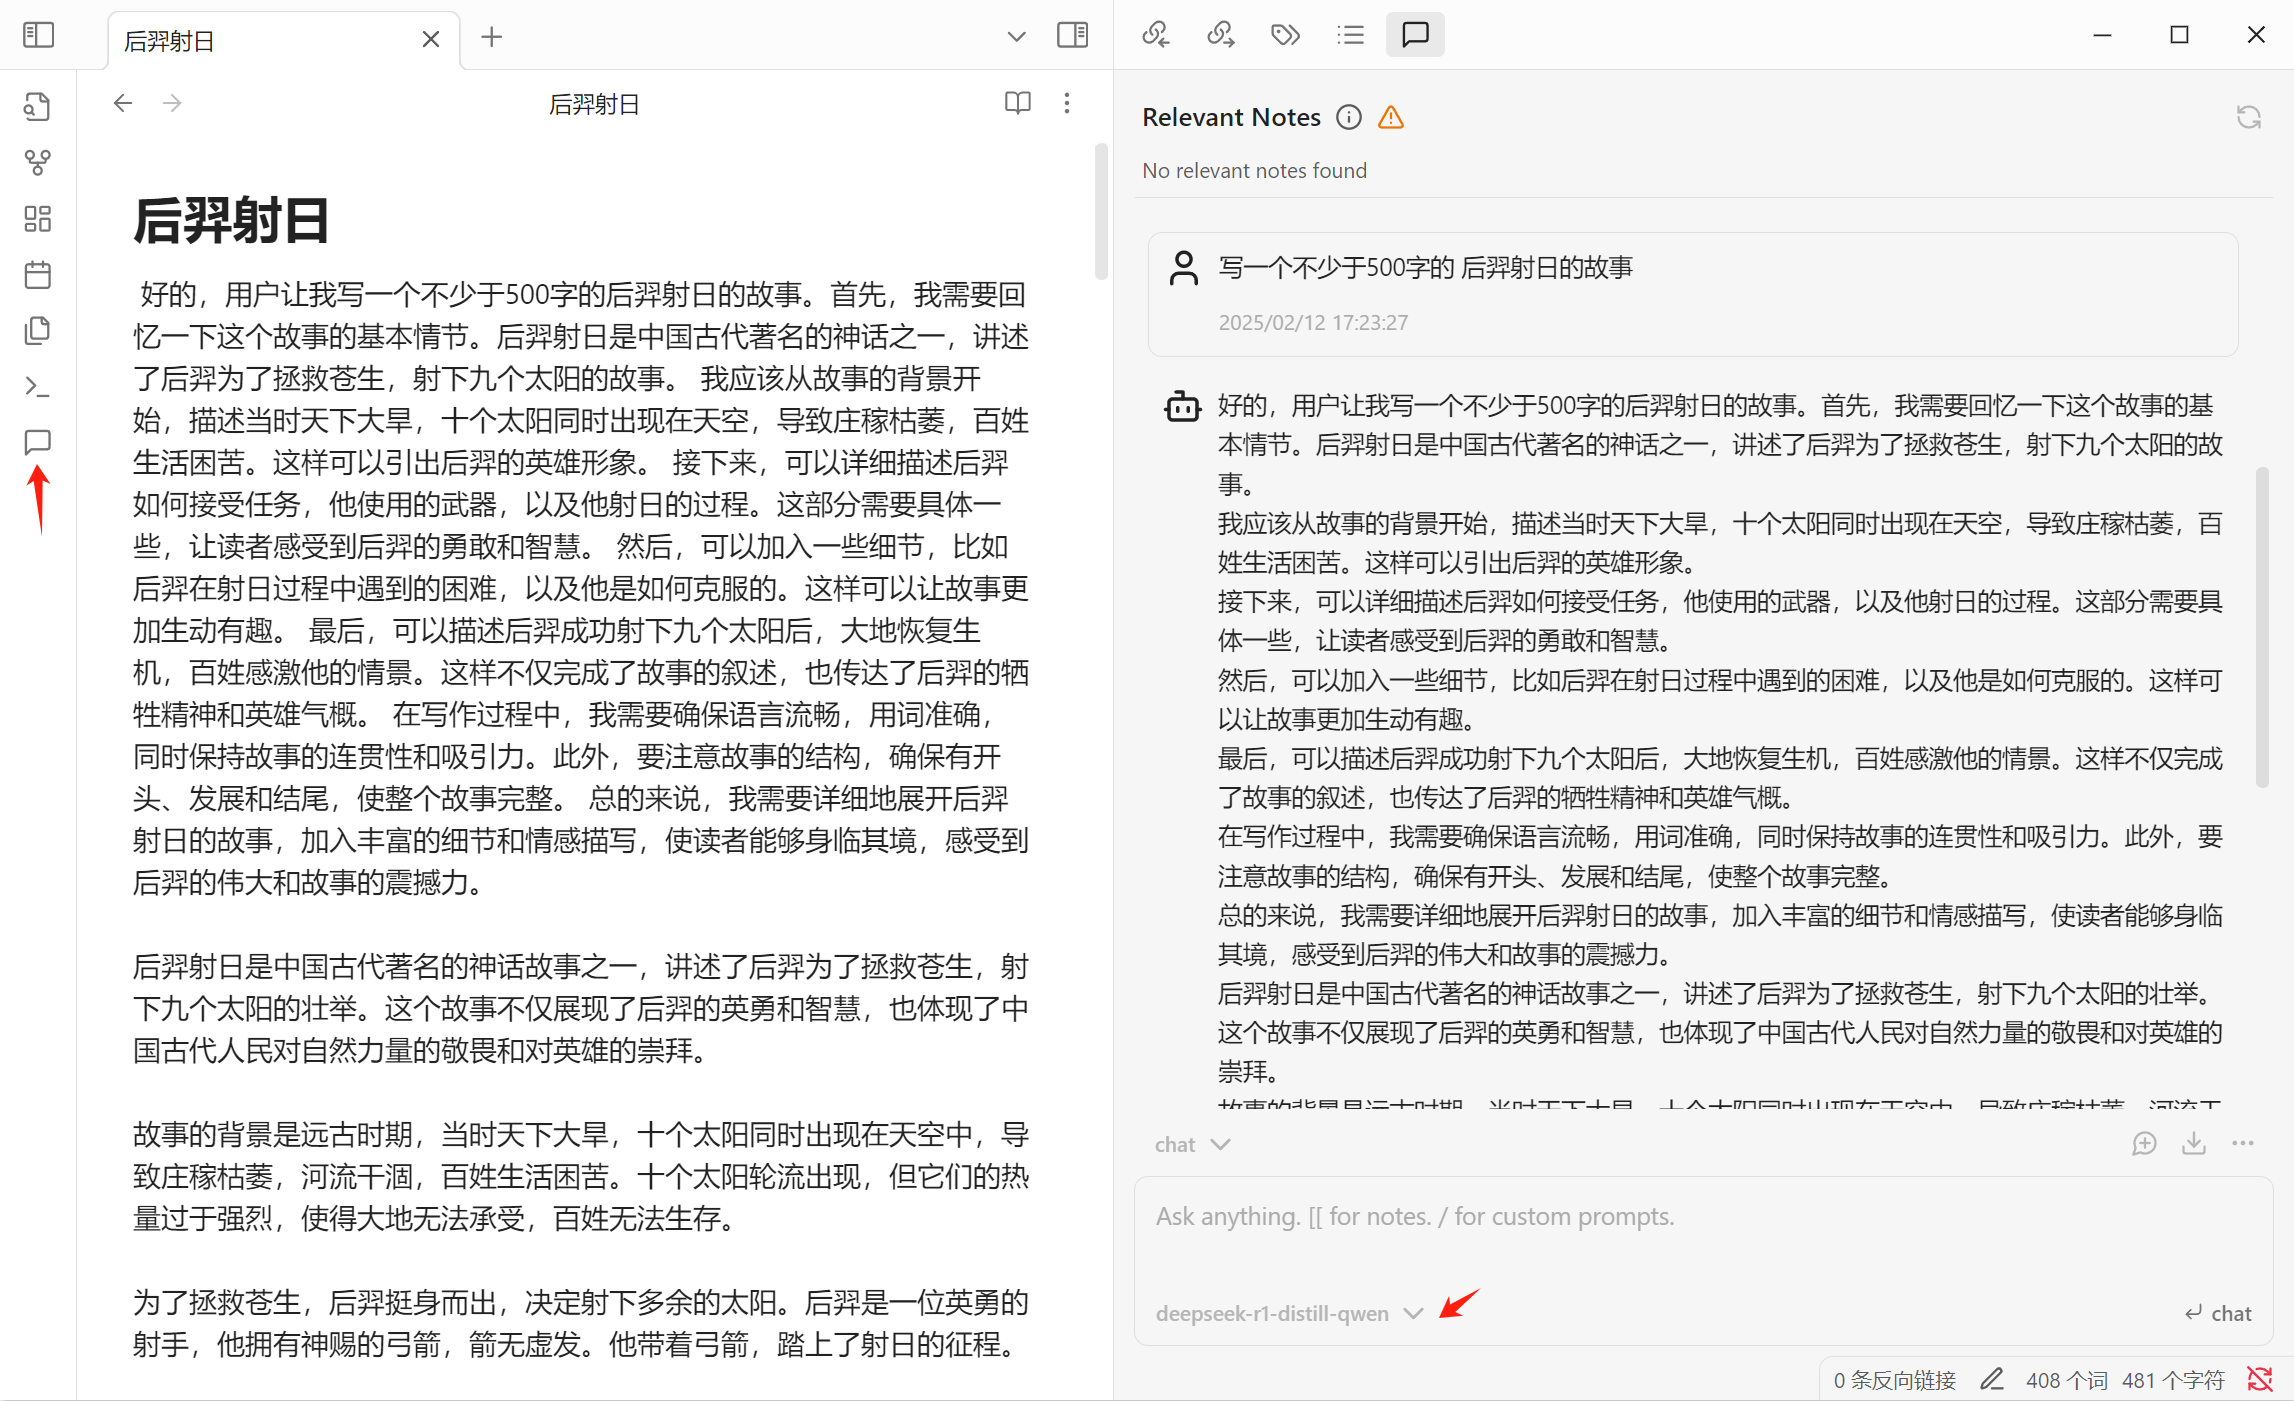 后羿射日
后羿射日
后羿射日
好的，用户让我写一个不少于500字的后羿射日的故事。首先，我需要回
忆一下这个故事的基本情节。后羿射日是中国古代著名的神话之一，讲述
了后羿为了拯救苍生，射下九个太阳的故事。 我应该从故事的背景开
始，描述当时天下大旱，十个太阳同时出现在天空，导致庄稼枯萎，百姓
生活困苦。这样可以引出后羿的英雄形象。 接下来，可以详细描述后羿
如何接受任务，他使用的武器，以及他射日的过程。这部分需要具体一
些，让读者感受到后羿的勇敢和智慧。 然后，可以加入一些细节，比如
后羿在射日过程中遇到的困难，以及他是如何克服的。这样可以让故事更
加生动有趣。 最后，可以描述后羿成功射下九个太阳后，大地恢复生
机，百姓感激他的情景。这样不仅完成了故事的叙述，也传达了后羿的牺
牲精神和英雄气概。 在写作过程中，我需要确保语言流畅，用词准确，
同时保持故事的连贯性和吸引力。此外，要注意故事的结构，确保有开
头、发展和结尾，使整个故事完整。 总的来说，我需要详细地展开后羿
射日的故事，加入丰富的细节和情感描写，使读者能够身临其境，感受到
后羿的伟大和故事的震撼力。
后羿射日是中国古代著名的神话故事之一，讲述了后羿为了拯救苍生，射
下九个太阳的壮举。这个故事不仅展现了后羿的英勇和智慧，也体现了中
国古代人民对自然力量的敬畏和对英雄的崇拜。
故事的背景是远古时期，当时天下大旱，十个太阳同时出现在天空中，导
致庄稼枯萎，河流干涸，百姓生活困苦。十个太阳轮流出现，但它们的热
量过于强烈，使得大地无法承受，百姓无法生存。
为了拯救苍生，后羿挺身而出，决定射下多余的太阳。后羿是一位英勇的
射手，他拥有神赐的弓箭，箭无虚发。他带着弓箭，踏上了射日的征程。
Relevant Notes
No relevant notes found
写一个不少于500字的 后羿射日的故事
2025/02/12 17:23:27
好的，用户让我写一个不少于500字的后羿射日的故事。首先，我需要回忆一下这个故事的基
本情节。后羿射日是中国古代著名的神话之一，讲述了后羿为了拯救苍生，射下九个太阳的故
事。
我应该从故事的背景开始，描述当时天下大旱，十个太阳同时出现在天空，导致庄稼枯萎，百
姓生活困苦。这样可以引出后羿的英雄形象。
接下来，可以详细描述后羿如何接受任务，他使用的武器，以及他射日的过程。这部分需要具
体一些，让读者感受到后羿的勇敢和智慧。
然后，可以加入一些细节，比如后羿在射日过程中遇到的困难，以及他是如何克服的。这样可
以让故事更加生动有趣。
最后，可以描述后羿成功射下九个太阳后，大地恢复生机，百姓感激他的情景。这样不仅完成
了故事的叙述，也传达了后羿的牺牲精神和英雄气概。
在写作过程中，我需要确保语言流畅，用词准确，同时保持故事的连贯性和吸引力。此外，要
注意故事的结构，确保有开头、发展和结尾，使整个故事完整。
总的来说，我需要详细地展开后羿射日的故事，加入丰富的细节和情感描写，使读者能够身临
其境，感受到后羿的伟大和故事的震撼力。
后羿射日是中国古代著名的神话故事之一，讲述了后羿为了拯救苍生，射下九个太阳的壮举。
这个故事不仅展现了后羿的英勇和智慧，也体现了中国古代人民对自然力量的敬畏和对英雄的
崇拜。
故事的背景是远古时期，当时天下大旱，十个太阳同时出现在天空中，导致庄稼枯萎，河流干
chat
Ask anything. [[ for notes. / for custom prompts.
deepseek-r1-distill-qwen
chat
0 条反向链接
408 个词
481 个字符